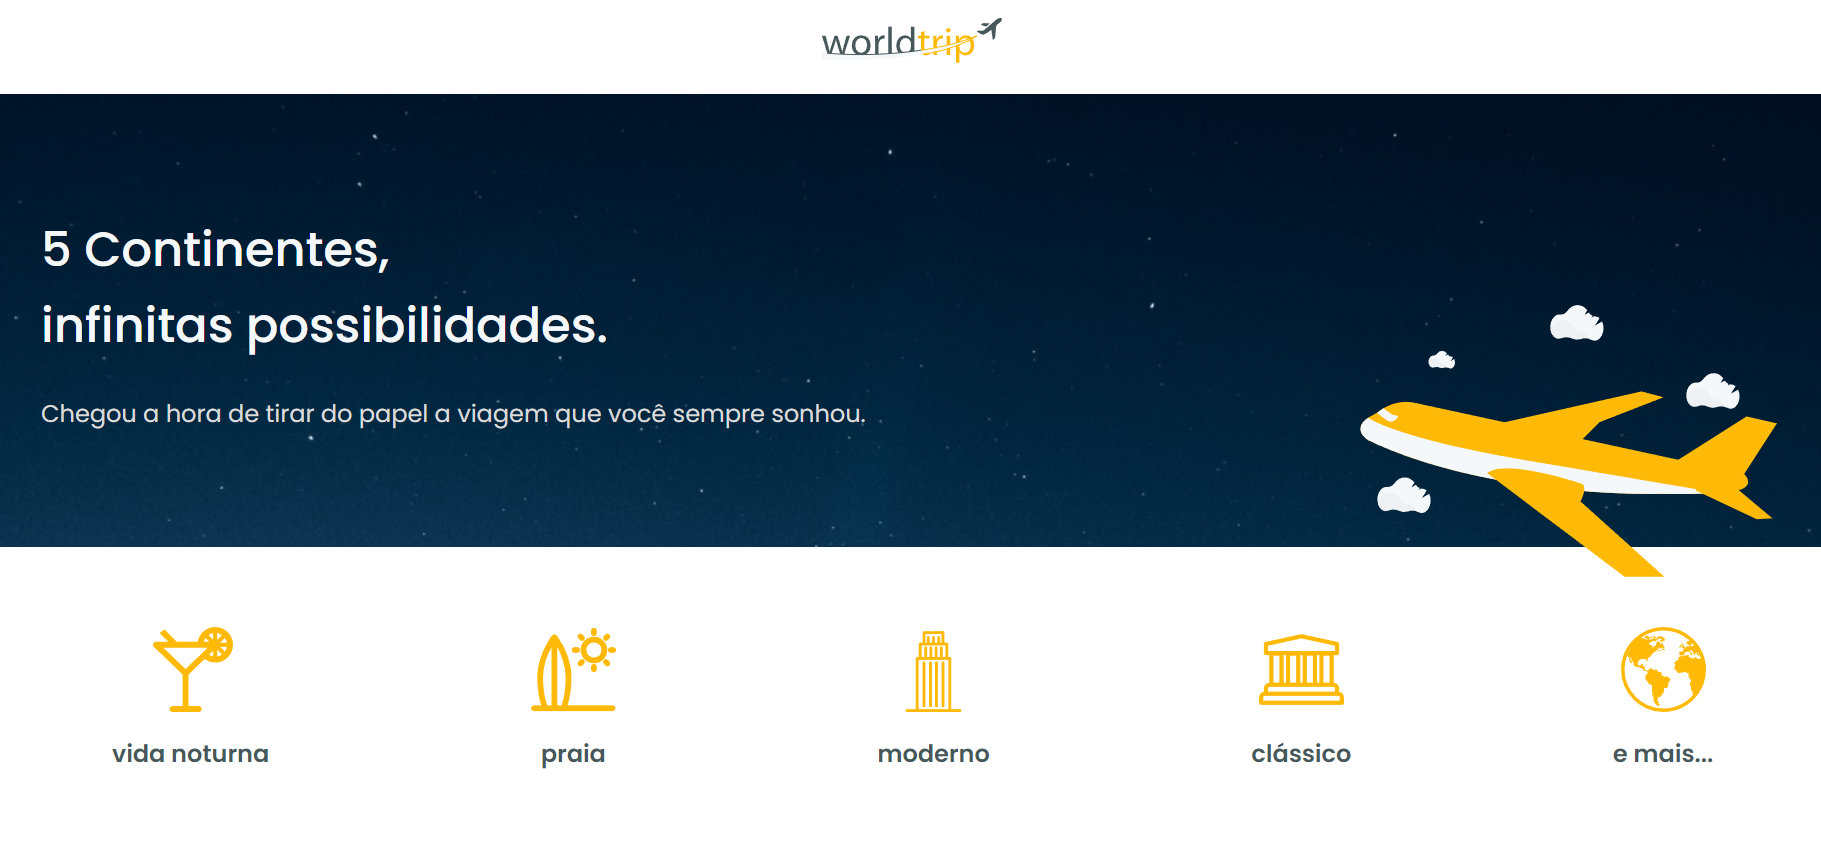 worldtrip
5 Continentes,
infinitas possibilidades.
Chegou a hora de tirar do papel a viagem que você sempre sonhou.
vida noturna
praia
moderno
clássico
e mais...